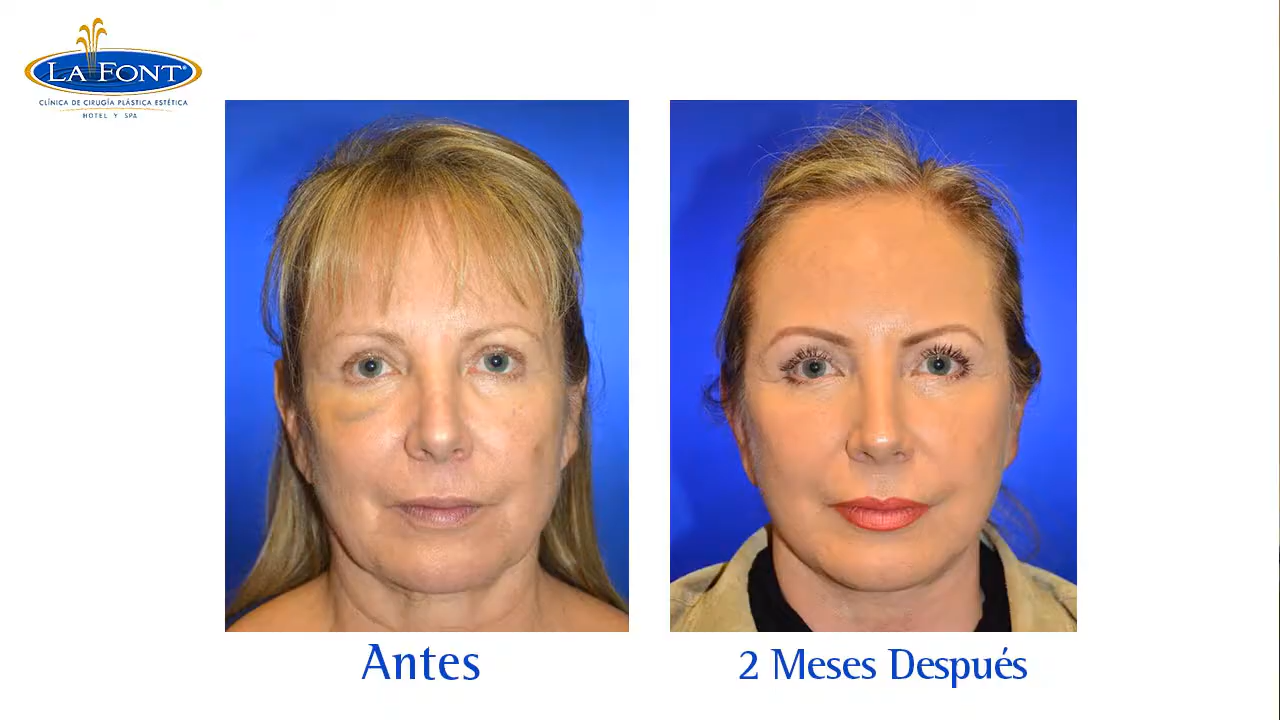 LA FONT®
CLÍNICA DE CIRUGÍA PLÁSTICA ESTÉTICA
HOTEL Y SPA
Antes
2 Meses Después